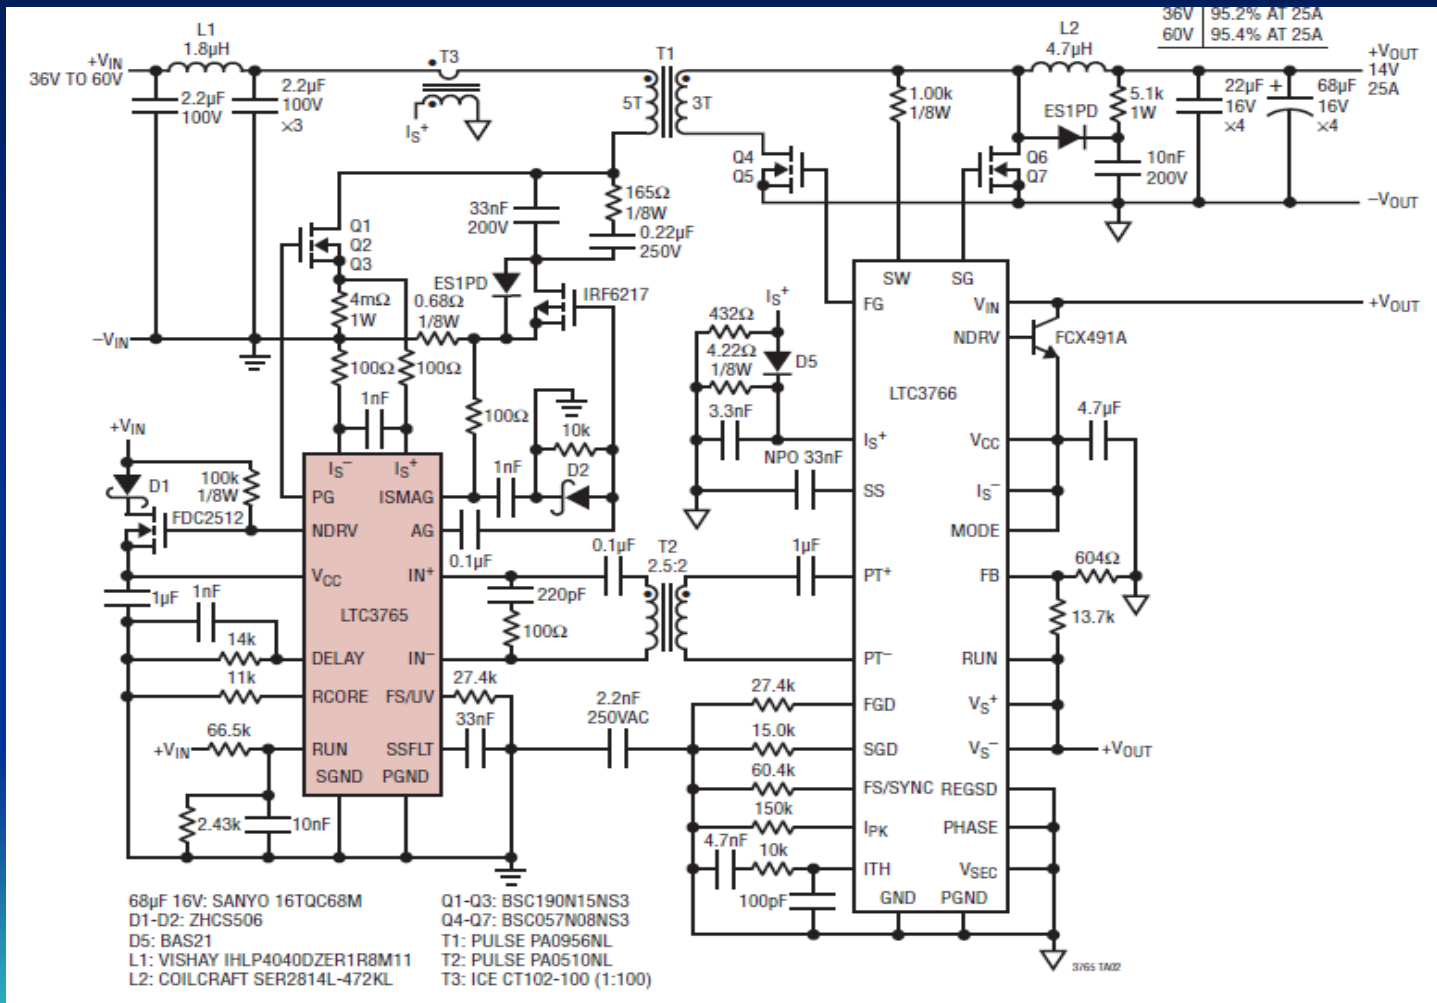 36V 95.2% AT 25A
60V 95.4% AT 25A
L1
1.8µH
+VIN
36V TO 60V
2.2µF
100V
2.2µF
100V
×3
T3
IS+
T1
5T
3T
1.00k
1/8W
L2
4.7µH
ES1PD
5.1k
1W
10nF
200V
22µF
16V
×4
+
68µF
16V
×4
+VOUT
14V
25A
–VOUT
Q4
Q5
Q6
Q7
Q1
Q2
Q3
33nF
200V
165Ω
1/8W
0.22µF
250V
ES1PD
IRF6217
4mΩ
1W
0.68Ω
1/8W
–VIN
100Ω
100Ω
1nF
100Ω
10k
1nF
D2
+VIN
D1
100k
1/8W
FDC2512
IS–
IS+
PG
ISMAG
NDRV
AG
VCC
IN+
LTC3765
DELAY
IN–
RCORE
FS/UV
RUN
SSFLT
SGND
PGND
0.1µF
0.1µF
T2
2.5:2
1µF
220pF
100Ω
1µF
1nF
14k
11k
66.5k
+VIN
2.43k
10nF
27.4k
33nF
2.2nF
250VAC
SW
SG
FG
VIN
+VOUT
NDRV
FCX491A
IS+
432Ω
4.22Ω
1/8W
D5
3.3nF
NPO 33nF
LTC3766
IS+
VCC
4.7µF
SS
IS–
MODE
PT+
FB
604Ω
13.7k
PT–
RUN
27.4k
FGD
VS+
15.0k
SGD
VS–
+VOUT
60.4k
FS/SYNC
REGSD
150k
IPK
PHASE
4.7nF
10k
ITH
VSEC
100pF
GND
PGND
68µF 16V: SANYO 16TQC68M
D1-D2: ZHCS506
D5: BAS21
L1: VISHAY IHLP4040DZER1R8M11
L2: COILCRAFT SER2814L-472KL
Q1-Q3: BSC190N15NS3
Q4-Q7: BSC057N08NS3
T1: PULSE PA0956NL
T2: PULSE PA0510NL
T3: ICE CT102-100 (1:100)
3765 TA02